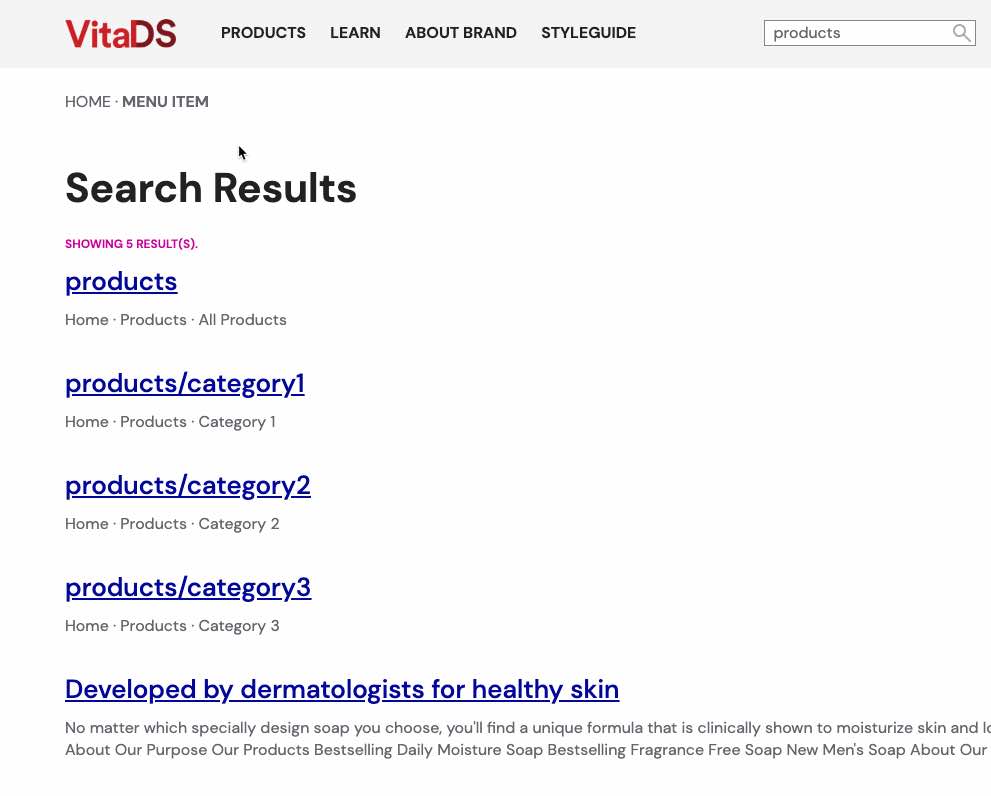 VitaDS PRODUCTS LEARN ABOUT BRAND STYLEGUIDE products
HOME · MENU ITEM
Search Results
SHOWING 5 RESULT(S).
products
Home · Products · All Products
products/category1
Home · Products · Category 1
products/category2
Home · Products · Category 2
products/category3
Home · Products · Category 3
Developed by dermatologists for healthy skin
No matter which specially design soap you choose, you'll find a unique formula that is clinically shown to moisturize skin and
About Our Purpose Our Products Bestselling Daily Moisture Soap Bestselling Fragrance Free Soap New Men's Soap About Our